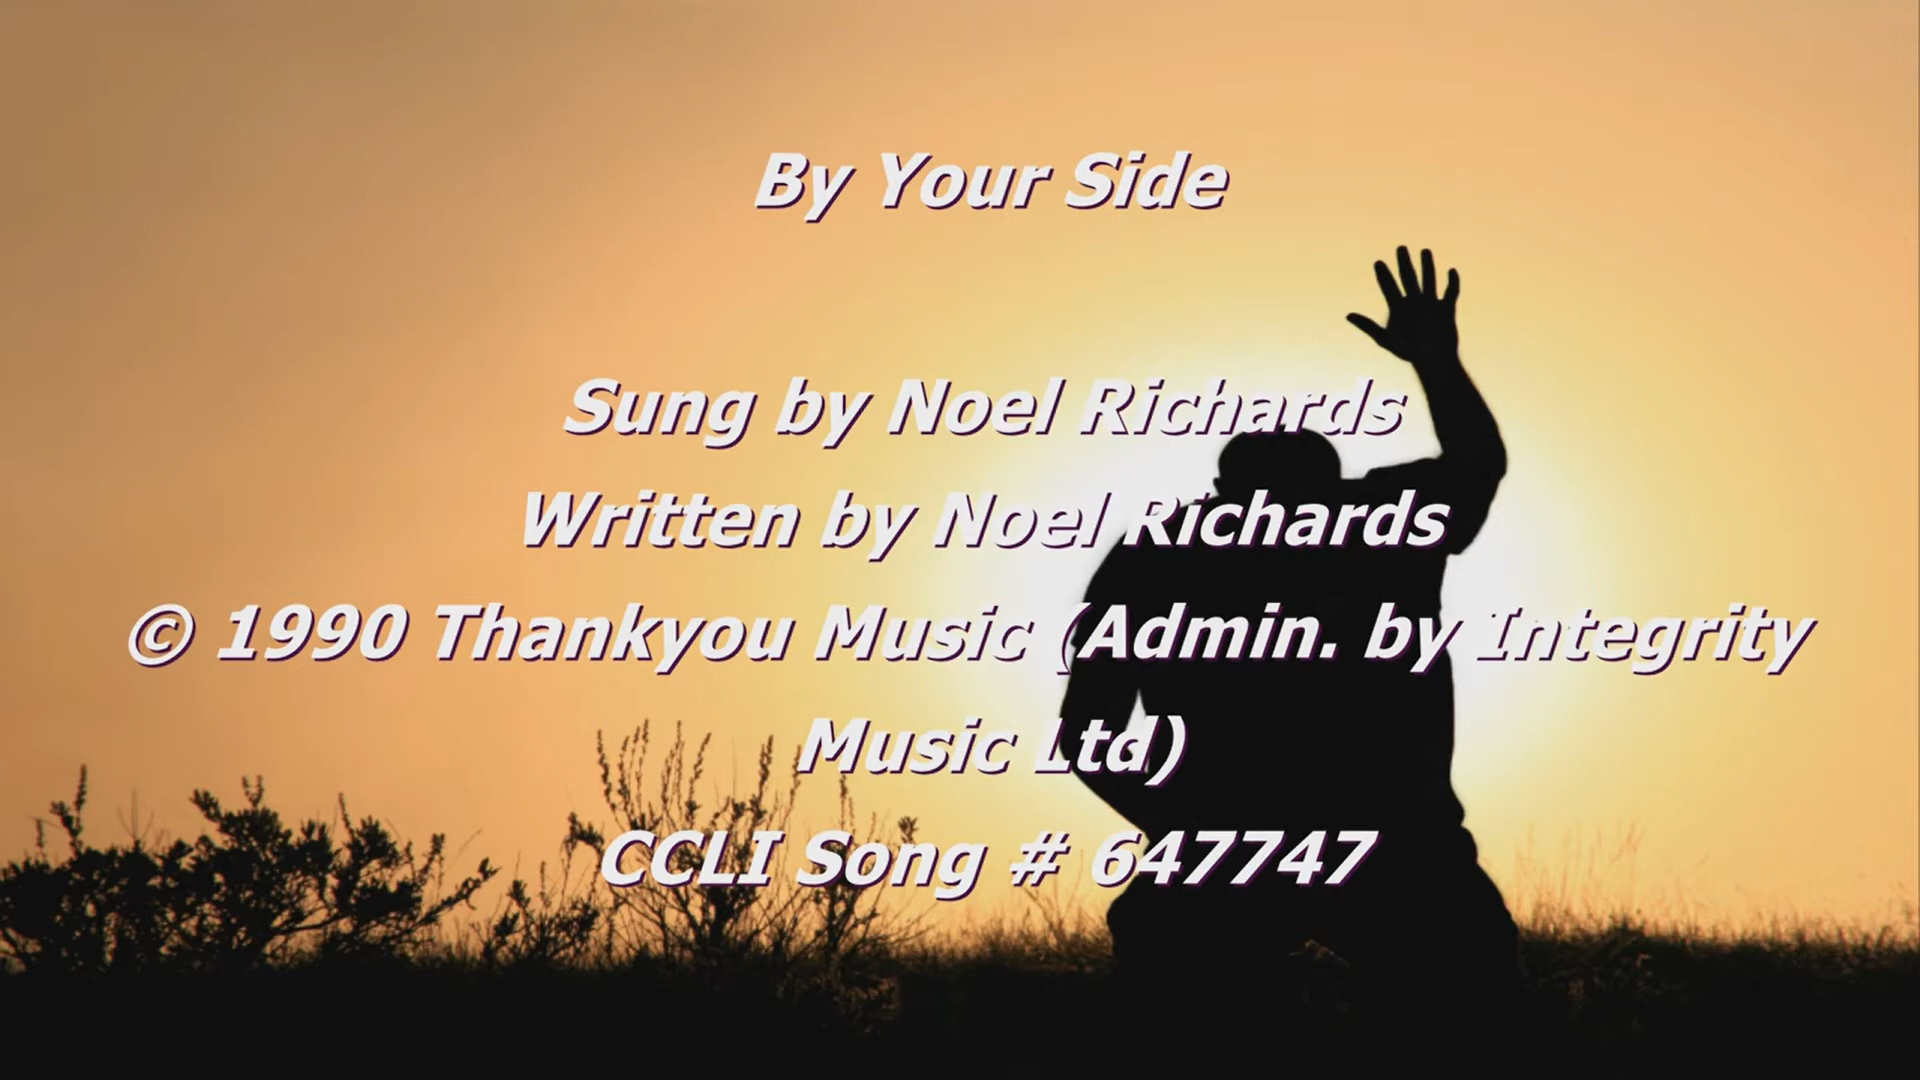 By Your Side
Sung by Noel Richards
Written by Noel Richards
© 1990 Thankyou Music (Admin. by Integrity
Music Ltd)
CCLI Song # 647747